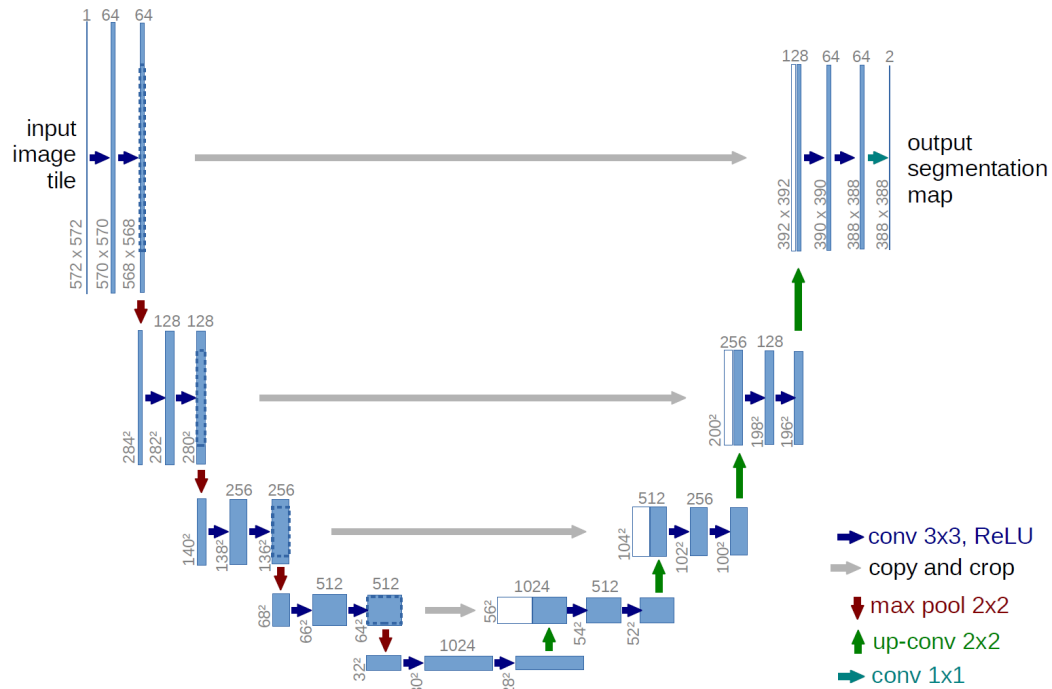 1 64 64
input
image
tile
572 x 572
570 x 570
568 x 568
128 64 64 2
output
segmentation
map
392 x 392
390 x 390
388 x 388
388 x 388
128 128
284²
282²
280²
256 128
200²
198²
196²
256 256
140²
138²
136²
512 256
104²
102²
100²
512 512
68²
66²
64²
1024 512
56²
54²
52²
1024
32²
conv 3x3, ReLU
copy and crop
max pool 2x2
up-conv 2x2
conv 1x1